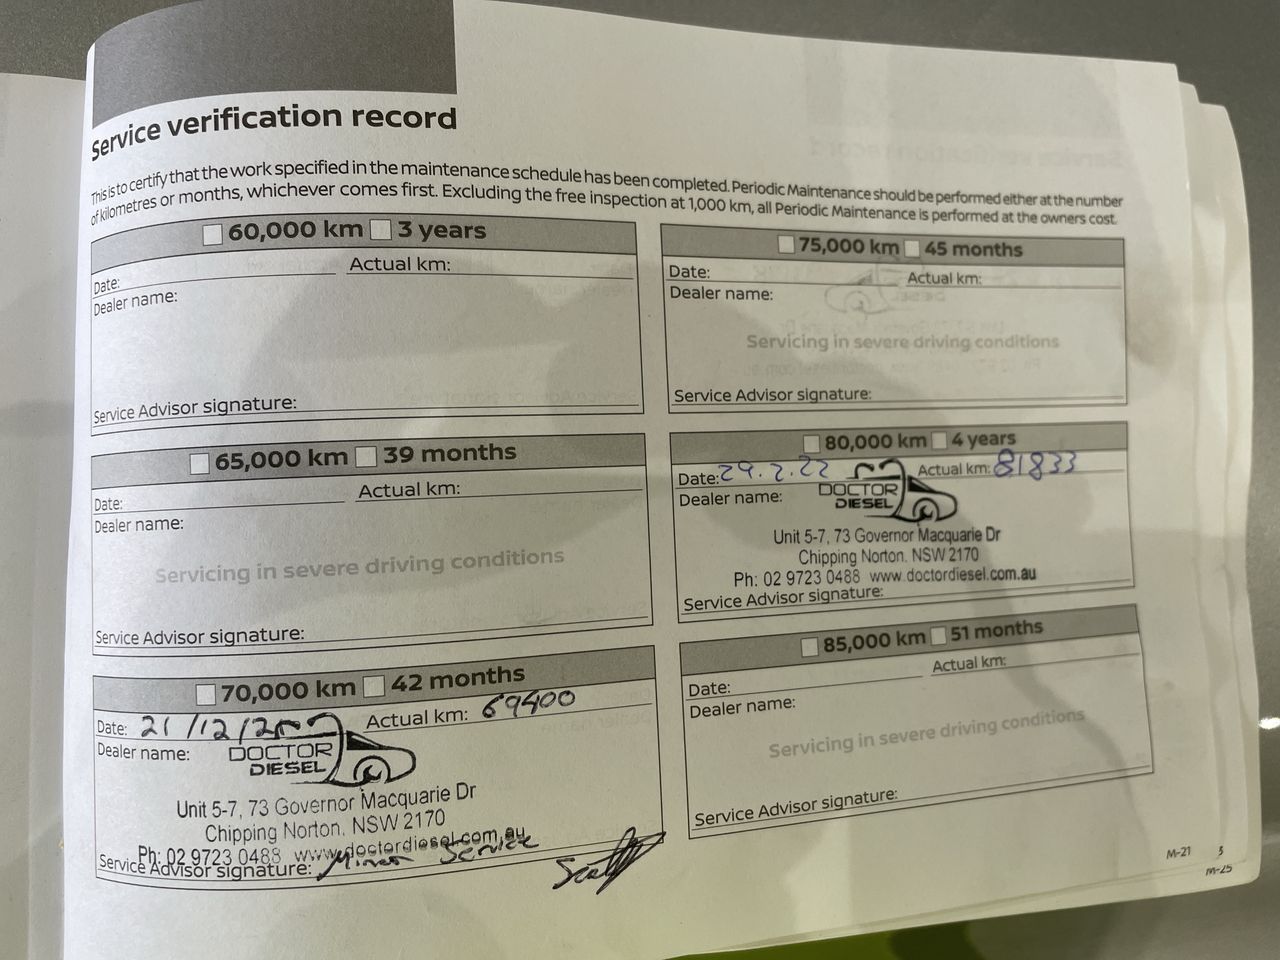 Service verification record
This is to certify that the work specified in the maintenance schedule has been completed. Periodic Maintenance should be performed either at the number
of kilometres or months, whichever comes first. Excluding the free inspection at 1,000 km, all Periodic Maintenance is performed at the owners cost.
60,000 km 3 years
Date: Actual km:
Dealer name:
Service Advisor signature:
65,000 km 39 months
Date: Actual km:
Dealer name:
Servicing in severe driving conditions
Service Advisor signature:
70,000 km 42 months
Date: 21/12/2 Actual km: 69400
Dealer name: DOCTOR
DIESEL
Unit 5-7, 73 Governor Macquarie Dr
Chipping Norton. NSW 2170
Ph: 02 9723 0488 www.doctordiesel.com.au
Service Advisor signature: Minor Service
75,000 km 45 months
Date: Actual km:
Dealer name:
Servicing in severe driving conditions
Service Advisor signature:
80,000 km 4 years
Date: 29.7.22 Actual km: 81833
Dealer name: DOCTOR
DIESEL
Unit 5-7, 73 Governor Macquarie Dr
Chipping Norton. NSW 2170
Ph: 02 9723 0488 www.doctordiesel.com.au
Service Advisor signature:
85,000 km 51 months
Date: Actual km:
Dealer name:
Servicing in severe driving conditions
Service Advisor signature:
M-21
M-25